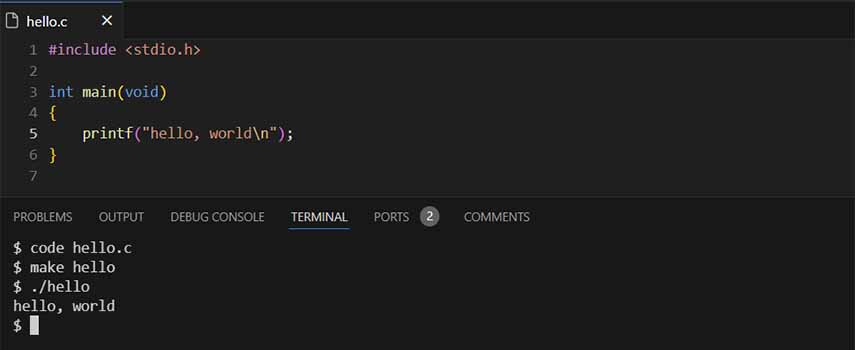 hello.c ×
1 #include <stdio.h>
2
3 int main(void)
4 {
5     printf("hello, world\n");
6 }
7
PROBLEMS OUTPUT DEBUG CONSOLE TERMINAL PORTS 2 COMMENTS
$ code hello.c
$ make hello
$ ./hello
hello, world
$